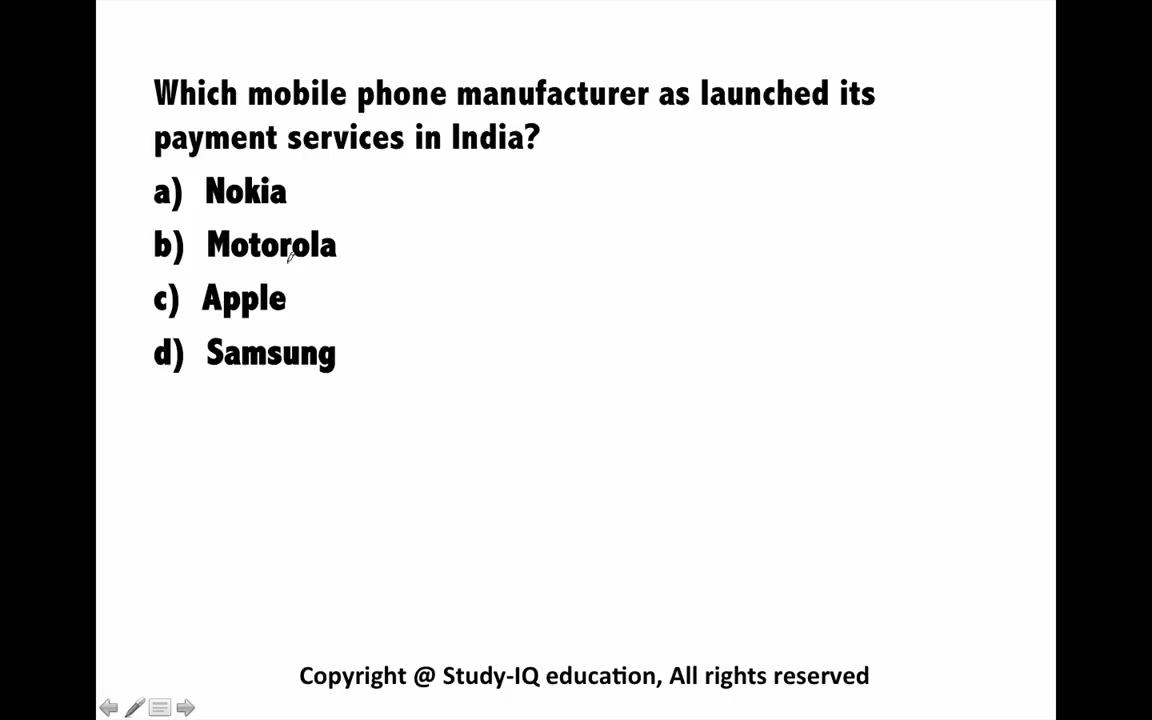 Which mobile phone manufacturer as launched its
payment services in India?
a) Nokia
b) Motorola
c) Apple
d) Samsung
Copyright @ Study-IQ education, All rights reserved